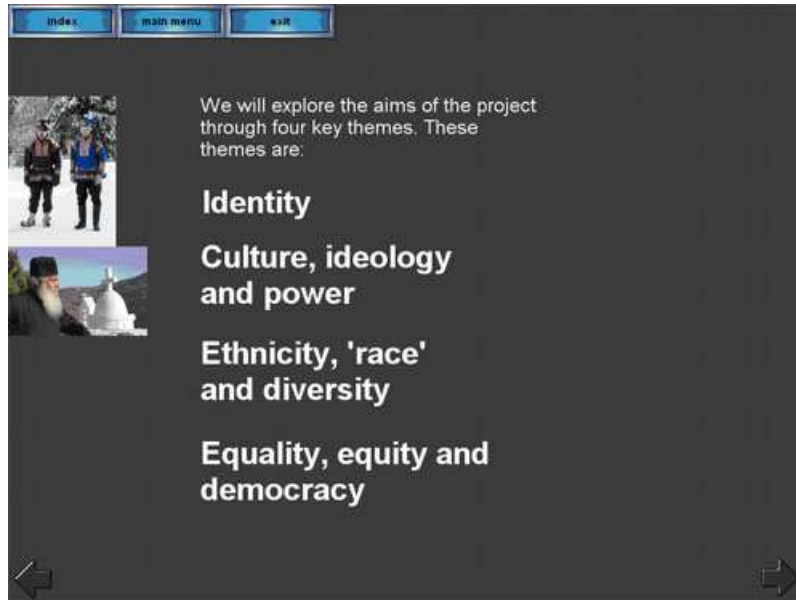 index
main menu
exit
We will explore the aims of the project
through four key themes. These
themes are:
Identity
Culture, ideology
and power
Ethnicity, 'race'
and diversity
Equality, equity and
democracy